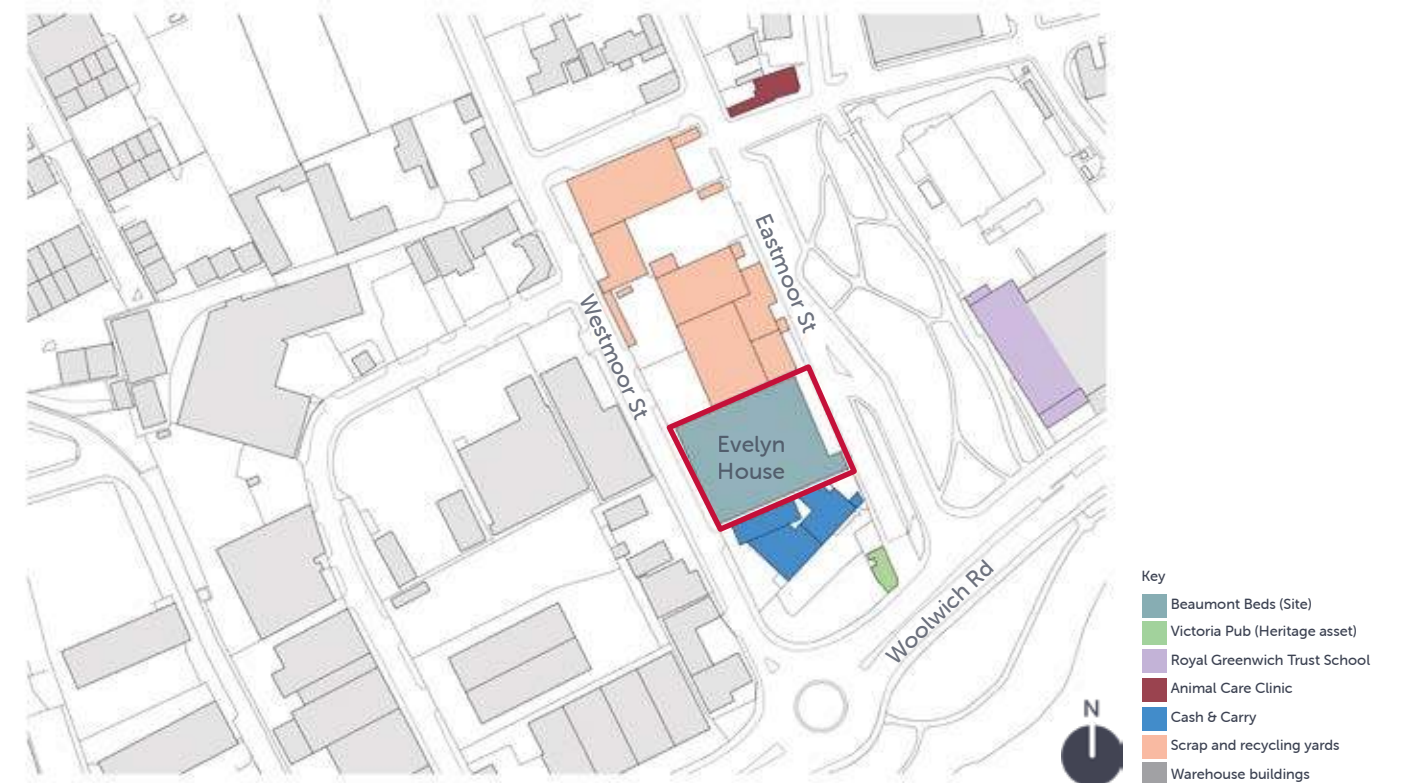 Eastmoor St
Westmoor St
Evelyn
House
Woolwich Rd
N
Key
Beaumont Beds (Site)
Victoria Pub (Heritage asset)
Royal Greenwich Trust School
Animal Care Clinic
Cash & Carry
Scrap and recycling yards
Warehouse buildings